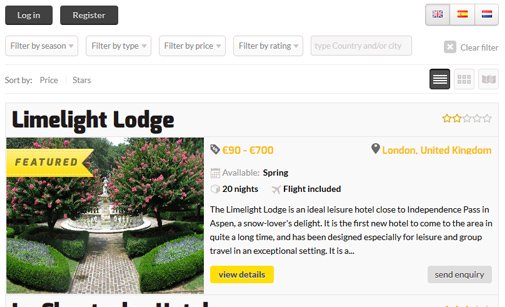 Log in Register
Filter by season Filter by type Filter by price Filter by rating type Country and/or city Clear filter
Sort by: Price Stars
Limelight Lodge
FEATURED
€90 - €700 London, United Kingdom
Available: Spring
20 nights Flight included
The Limelight Lodge is an ideal leisure hotel close to Independence Pass in
Aspen, a snow-lover's delight. It is the first new hotel to come to the area in
quite a long time, and has been designed especially for leisure and group
travel in an exceptional setting. It is a...
view details send enquiry